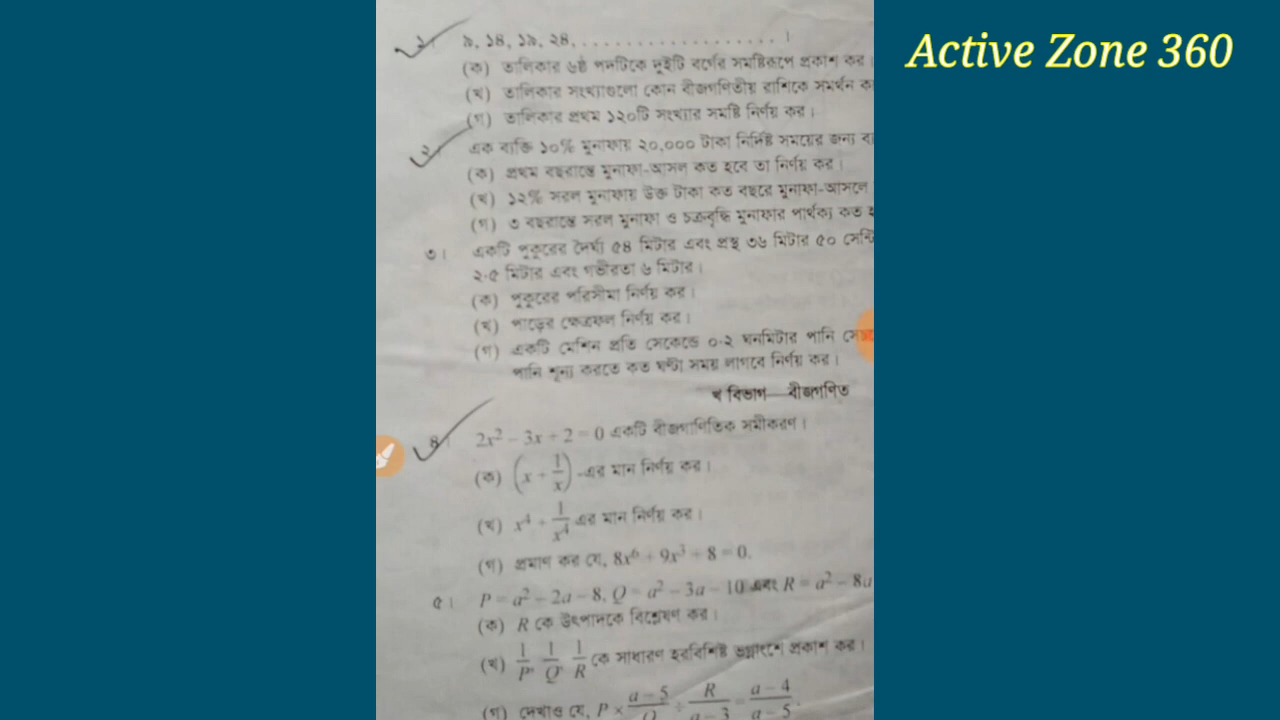 Active Zone 360
১। ৯, ১৪, ১৯, ২৪, . . . . . . . . . . . . . . . . . . ।
(ক) তালিকার ৬ষ্ঠ পদটিকে দুইটি বর্গের সমষ্টিরূপে প্রকাশ কর।
(খ) তালিকার সংখ্যাগুলো কোন বীজগণিতীয় রাশিকে সমর্থন ক
(গ) তালিকার প্রথম ১২০টি সংখ্যার সমষ্টি নির্ণয় কর।
২। এক ব্যক্তি ১০% মুনাফায় ২০,০০০ টাকা নির্দিষ্ট সময়ের জন্য ব্য
(ক) প্রথম বছরান্তে মুনাফা-আসল কত হবে তা নির্ণয় কর।
(খ) ১২% সরল মুনাফায় উক্ত টাকা কত বছরে মুনাফা-আসলে
(গ) ৩ বছরান্তে সরল মুনাফা ও চক্রবৃদ্ধি মুনাফার পার্থক্য কত
৩। একটি পুকুরের দৈর্ঘ্য ৫৪ মিটার এবং প্রস্থ ৩৬ মিটার ৫০ সেন্টি
২·৫ মিটার এবং গভীরতা ৬ মিটার।
(ক) পুকুরের পরিসীমা নির্ণয় কর।
(খ) পাড়ের ক্ষেত্রফল নির্ণয় কর।
(গ) একটি মেশিন প্রতি সেকেন্ডে ০·২ ঘনমিটার পানি
পানি শূন্য করতে কত ঘণ্টা সময় লাগবে নির্ণয় কর।
খ বিভাগ—বীজগণিত
৪। 2x² − 3x + 2 = 0 একটি বীজগাণিতিক সমীকরণ।
(ক) (x + 1/x) -এর মান নির্ণয় কর।
(খ) x⁴ + 1/x⁴ এর মান নির্ণয় কর।
(গ) প্রমাণ কর যে, 8x⁶ + 9x³ + 8 = 0.
৫। P = a² − 2a − 8, Q = a² − 3a − 10 এবং R = a² − 8a
(ক) R কে উৎপাদকে বিশ্লেষণ কর।
(খ) 1/P, 1/Q, 1/R কে সাধারণ হরবিশিষ্ট ভগ্নাংশে প্রকাশ কর।
(গ) দেখাও যে, P × (a − 5)/Q ÷ R/(a − 3) = (a − 4)/(a − 5).